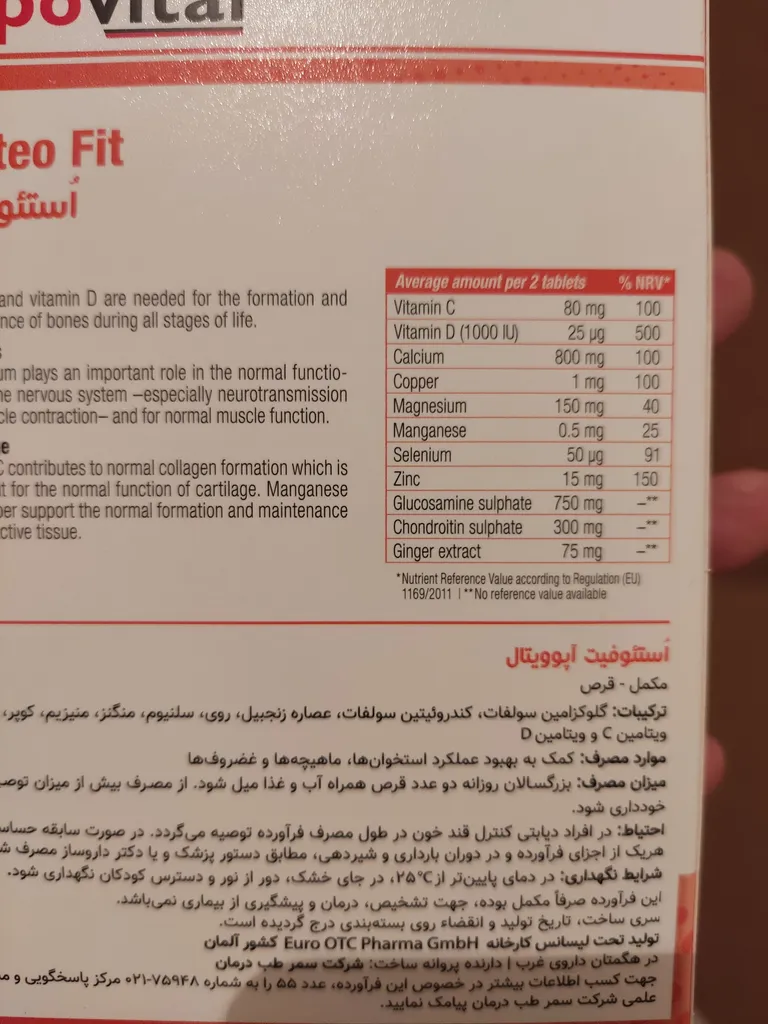 povital
teo Fit
اُستئو
and vitamin D are needed for the formation and
nce of bones during all stages of life.
s
um plays an important role in the normal functio-
he nervous system –especially neurotransmission
cle contraction– and for normal muscle function.
e
C contributes to normal collagen formation which is
nt for the normal function of cartilage. Manganese
per support the normal formation and maintenance
ctive tissue.
Average amount per 2 tablets % NRV*
Vitamin C 80 mg 100
Vitamin D (1000 IU) 25 µg 500
Calcium 800 mg 100
Copper 1 mg 100
Magnesium 150 mg 40
Manganese 0.5 mg 25
Selenium 50 µg 91
Zinc 15 mg 150
Glucosamine sulphate 750 mg –**
Chondroitin sulphate 300 mg –**
Ginger extract 75 mg –**
*Nutrient Reference Value according to Regulation (EU)
1169/2011 | **No reference value available
اُستئوفیت آپوویتال
مکمل - قرص
ترکیبات: گلوکزامین سولفات، کندروئیتین سولفات، عصاره زنجبیل، روی، سلنیوم، منگنز، منیزیم، کوپر،
ویتامین C و ویتامین D
موارد مصرف: کمک به بهبود عملکرد استخوان‌ها، ماهیچه‌ها و غضروف‌ها
میزان مصرف: بزرگسالان روزانه دو عدد قرص همراه آب و غذا میل شود. از مصرف بیش از میزان توصی
خودداری شود.
احتیاط: در افراد دیابتی کنترل قند خون در طول مصرف فرآورده توصیه می‌گردد. در صورت سابقه حساس
هریک از اجزای فرآورده و در دوران بارداری و شیردهی، مطابق دستور پزشک و یا دکتر داروساز مصرف ش
شرایط نگهداری: در دمای پایین‌تر از ۲۵°C، در جای خشک، دور از نور و دسترس کودکان نگهداری شود.
این فرآورده صرفاً مکمل بوده، جهت تشخیص، درمان و پیشگیری از بیماری نمی‌باشد.
سری ساخت، تاریخ تولید و انقضاء روی بسته‌بندی درج گردیده است.
تولید تحت لیسانس کارخانه Euro OTC Pharma GmbH کشور آلمان
در هگمتان داروی غرب | دارنده پروانه ساخت: شرکت سمر طب درمان
جهت کسب اطلاعات بیشتر در خصوص این فرآورده، عدد ۵۵ را به شماره ۷۵۹۴۸-۰۲۱ مرکز پاسخگویی و م
علمی شرکت سمر طب درمان پیامک نمایید.